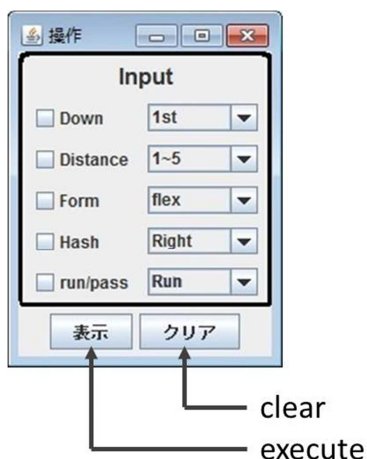 操作
Input
Down 1st
Distance 1~5
Form flex
Hash Right
run/pass Run
表示 クリア
clear
execute